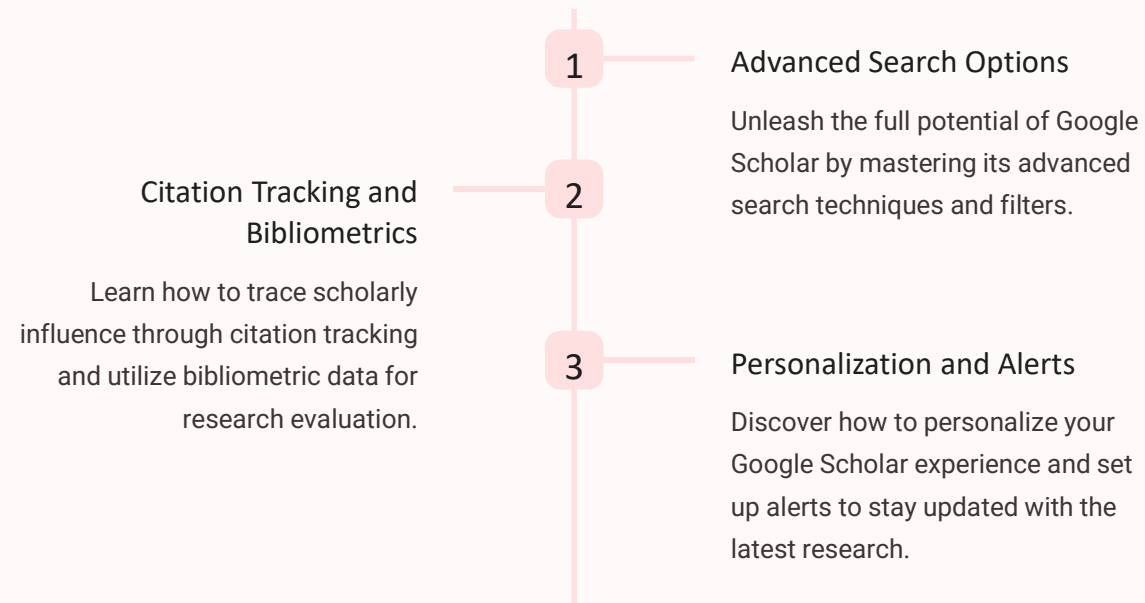 1
Advanced Search Options
Unleash the full potential of Google
Scholar by mastering its advanced
search techniques and filters.
2
Citation Tracking and
Bibliometrics
Learn how to trace scholarly
influence through citation tracking
and utilize bibliometric data for
research evaluation.
3
Personalization and Alerts
Discover how to personalize your
Google Scholar experience and set
up alerts to stay updated with the
latest research.